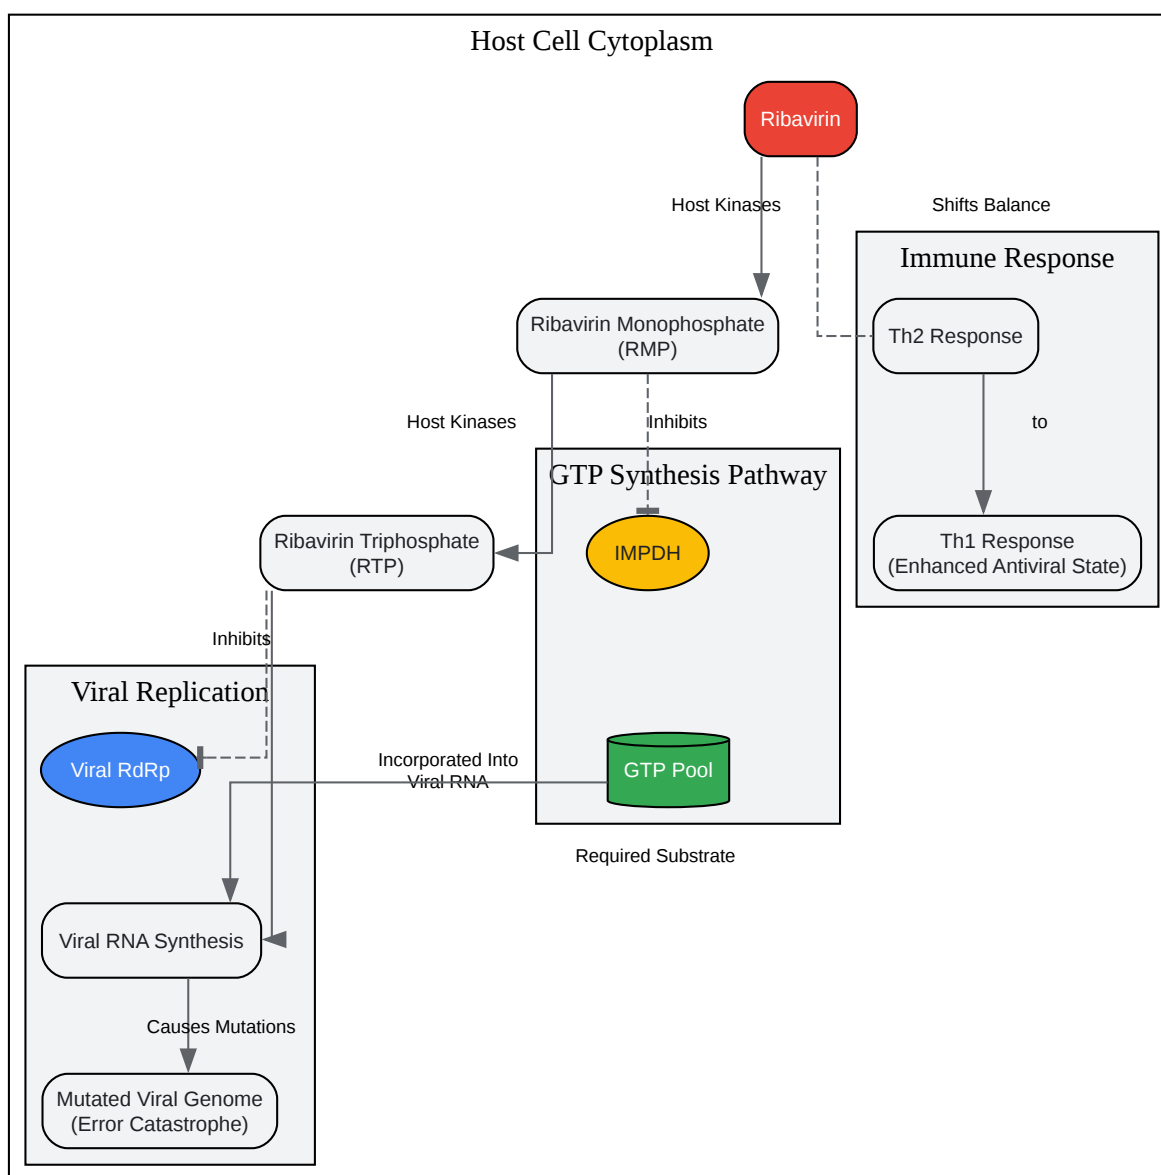 Host Cell Cytoplasm
Ribavirin
Host Kinases
Shifts Balance
Immune Response
Ribavirin Monophosphate
(RMP)
Th2 Response
Host Kinases
Inhibits
to
GTP Synthesis Pathway
Ribavirin Triphosphate
(RTP)
IMPDH
Th1 Response
(Enhanced Antiviral State)
Inhibits
Viral Replication
Viral RdRp
Incorporated Into
Viral RNA
GTP Pool
Required Substrate
Viral RNA Synthesis
Causes Mutations
Mutated Viral Genome
(Error Catastrophe)